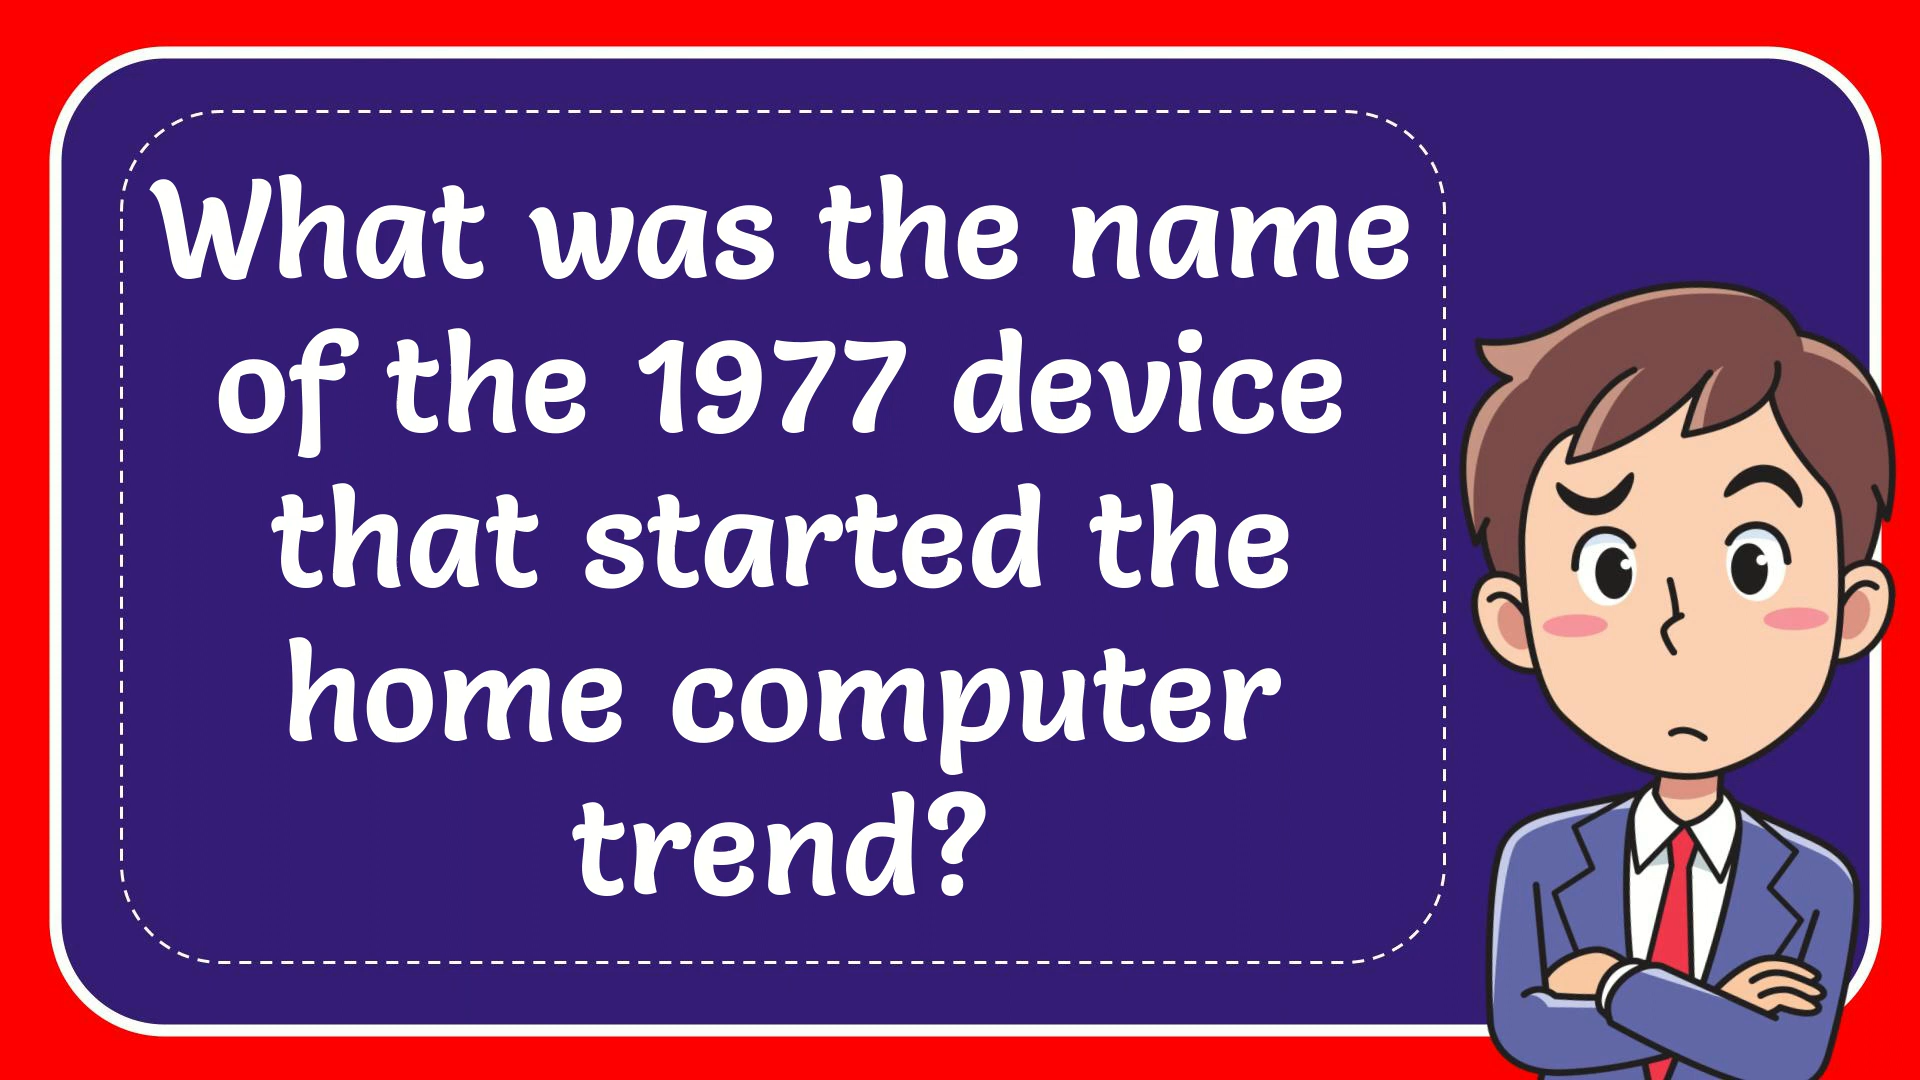 What was the name
of the 1977 device
that started the
home computer
trend?